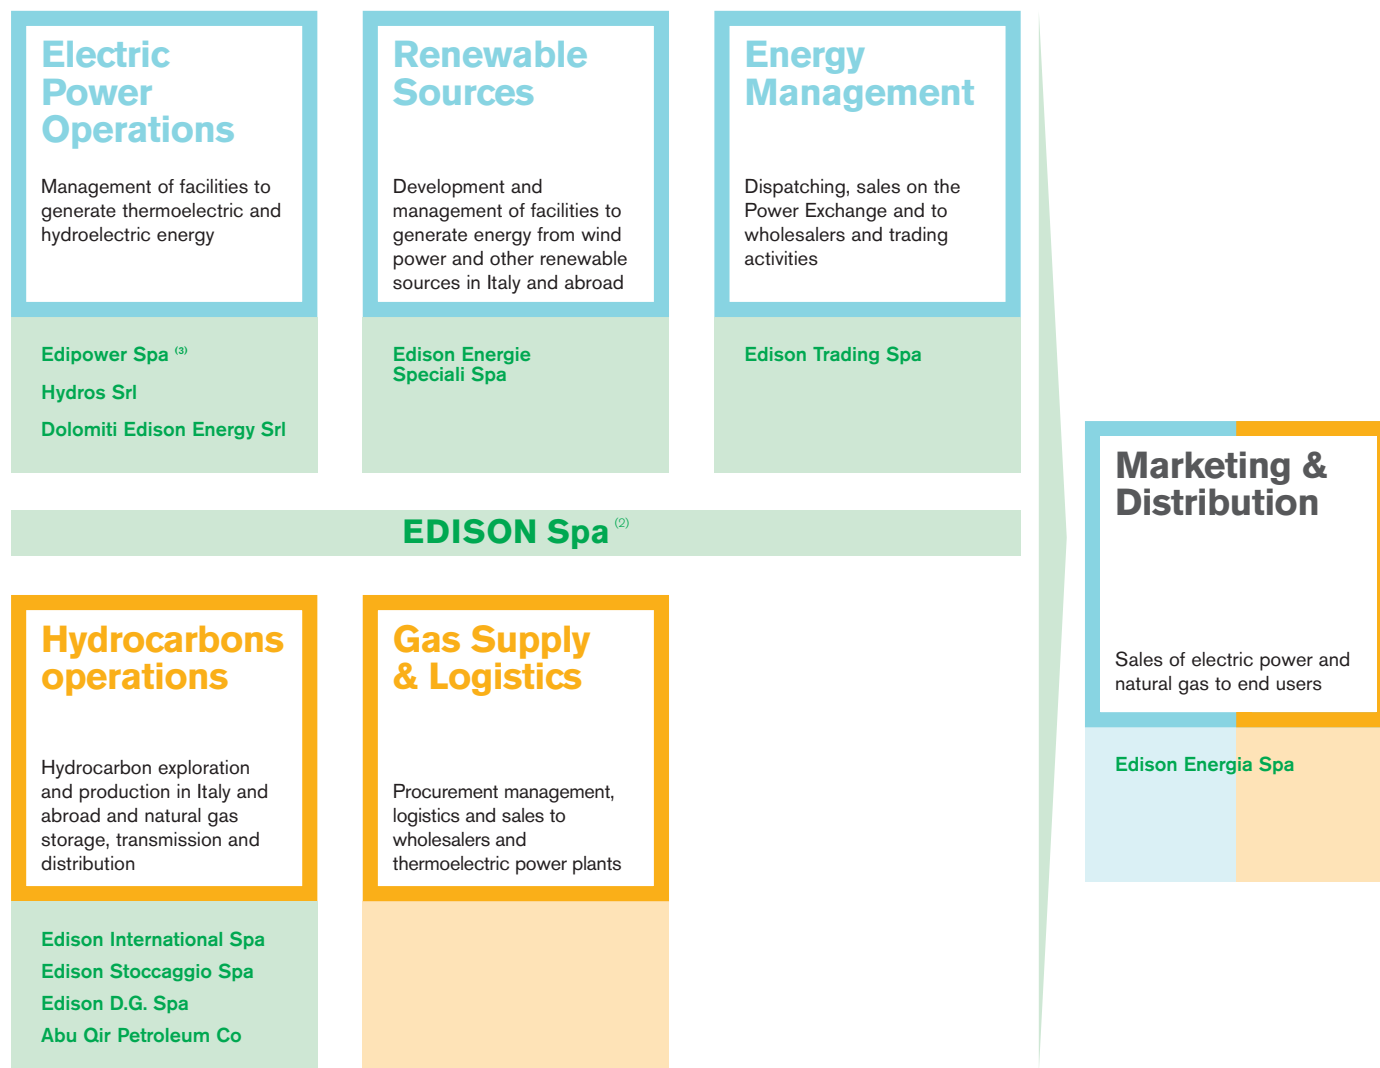 Electric
Power
Operations
Management of facilities to
generate thermoelectric and
hydroelectric energy
Edipower Spa (3)
Hydros Srl
Dolomiti Edison Energy Srl
Renewable
Sources
Development and
management of facilities to
generate energy from wind
power and other renewable
sources in Italy and abroad
Edison Energie
Speciali Spa
Energy
Management
Dispatching, sales on the
Power Exchange and to
wholesalers and trading
activities
Edison Trading Spa
EDISON Spa (2)
Hydrocarbons
operations
Hydrocarbon exploration
and production in Italy and
abroad and natural gas
storage, transmission and
distribution
Edison International Spa
Edison Stoccaggio Spa
Edison D.G. Spa
Abu Qir Petroleum Co
Gas Supply
& Logistics
Procurement management,
logistics and sales to
wholesalers and
thermoelectric power plants
Marketing &
Distribution
Sales of electric power and
natural gas to end users
Edison Energia Spa